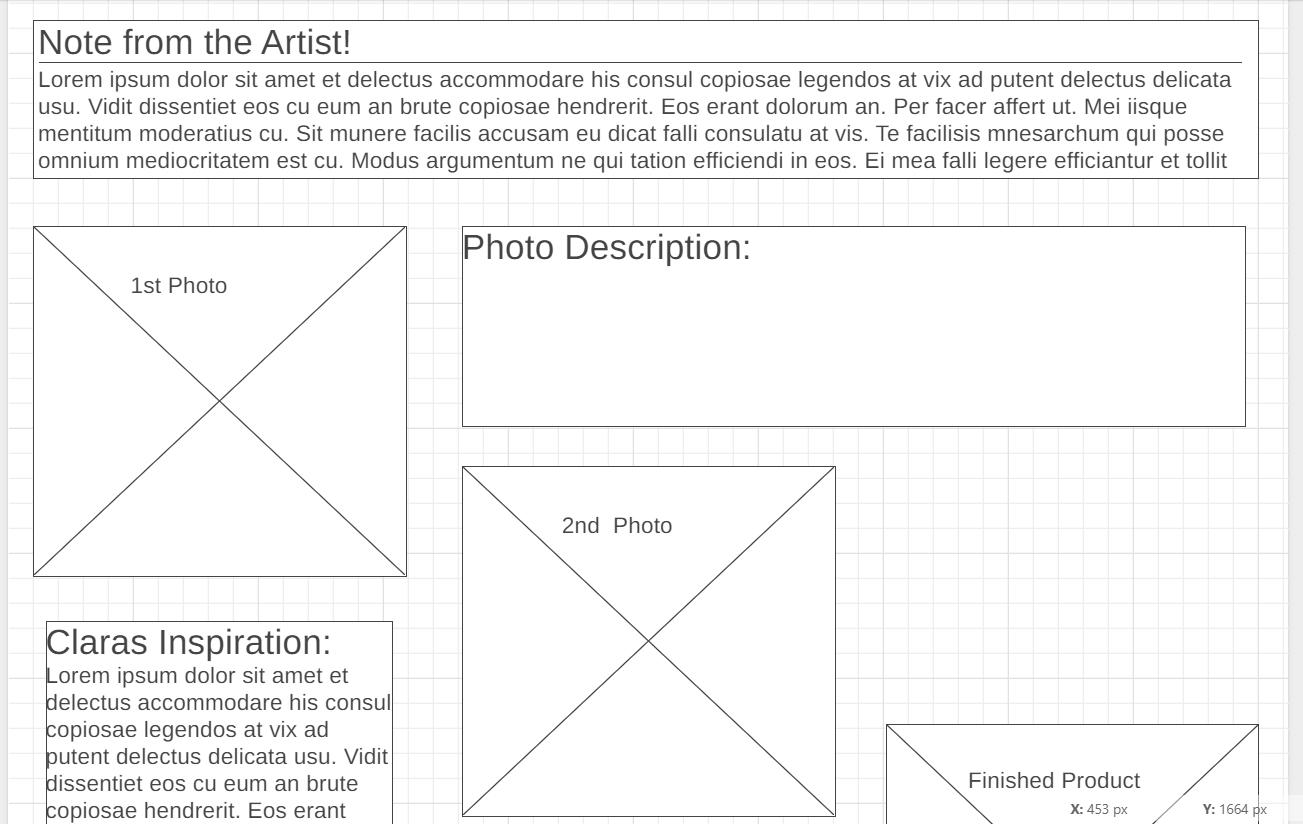 Note from the Artist!
Lorem ipsum dolor sit amet et delectus accommodare his consul copiosae legendos at vix ad putent delectus delicata
usu. Vidit dissentiet eos cu eum an brute copiosae hendrerit. Eos erant dolorum an. Per facer affert ut. Mei iisque
mentitum moderatius cu. Sit munere facilis accusam eu dicat falli consulatu at vis. Te facilisis mnesarchum qui posse
omnium mediocritatem est cu. Modus argumentum ne qui tation efficiendi in eos. Ei mea falli legere efficiantur et tollit
1st Photo
Photo Description:
2nd  Photo
Claras Inspiration:
Lorem ipsum dolor sit amet et
delectus accommodare his consul
copiosae legendos at vix ad
putent delectus delicata usu. Vidit
dissentiet eos cu eum an brute
copiosae hendrerit. Eos erant
Finished Product
X: 453 px Y: 1664 px